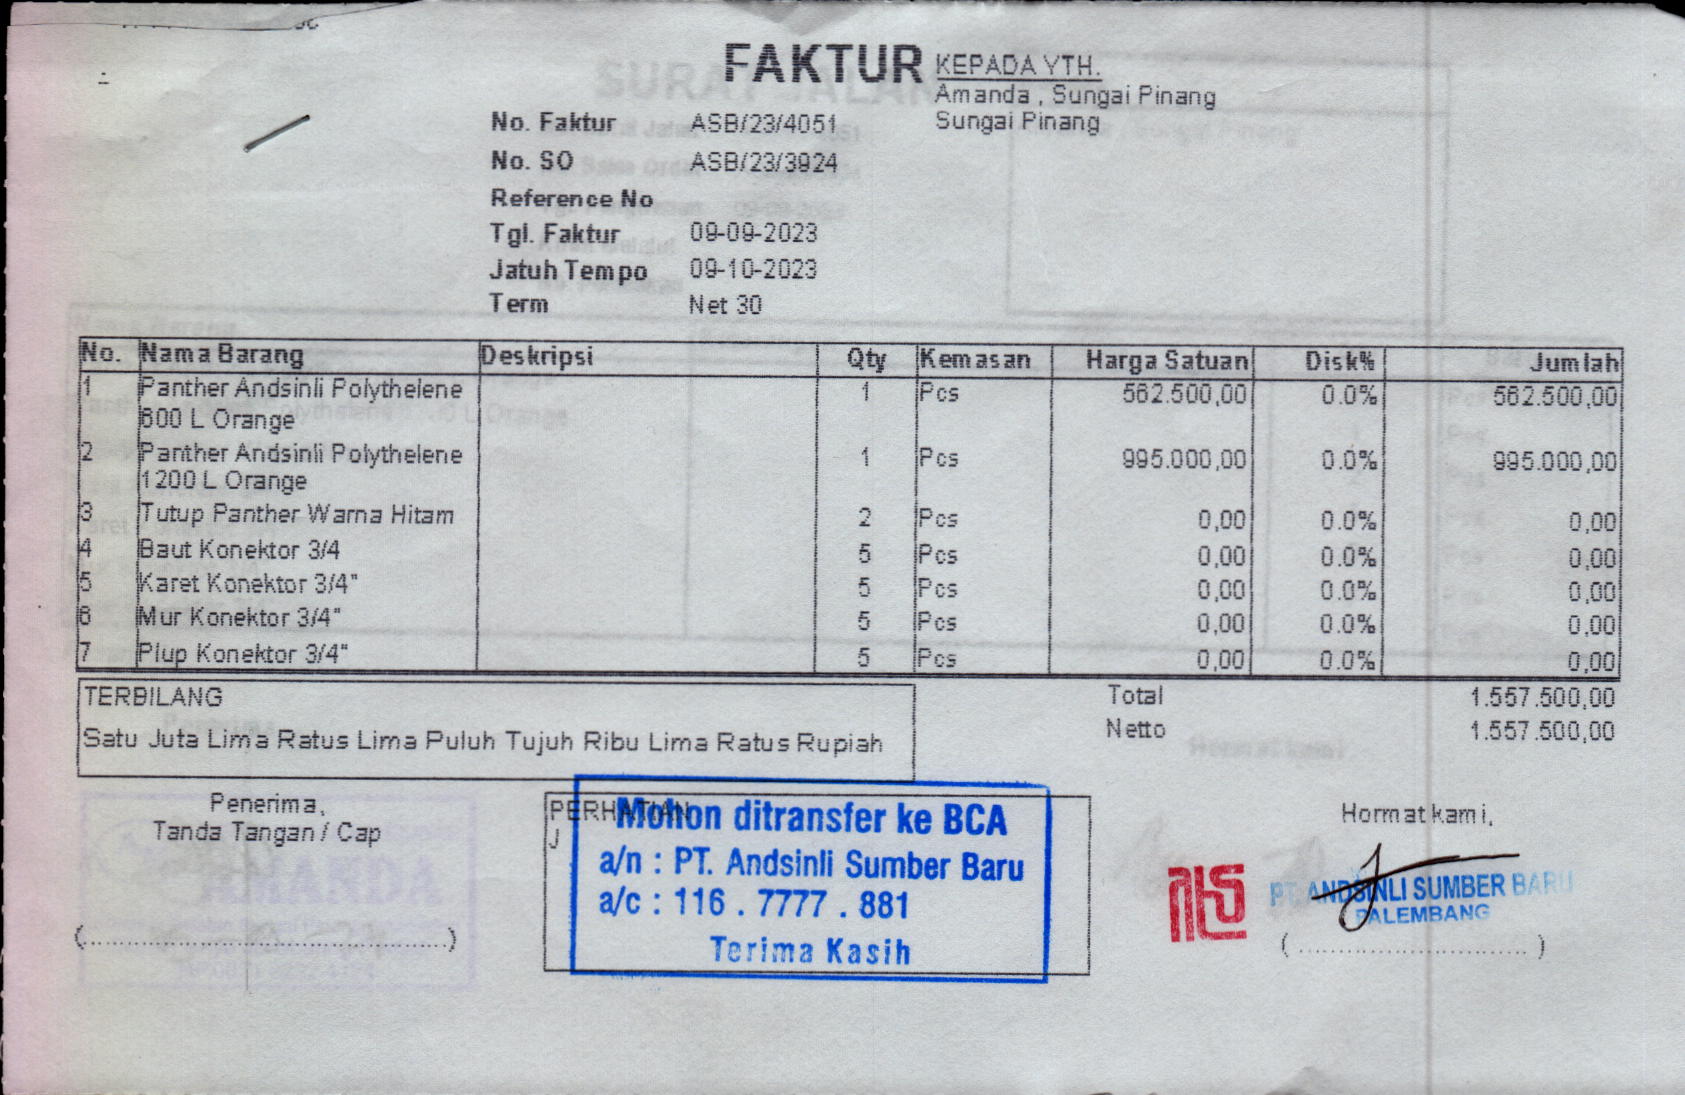 FAKTUR
KEPADA YTH.
Amanda , Sungai Pinang
Sungai Pinang
No. Faktur ASB/23/4051
No. SO ASB/23/3924
Reference No
Tgl. Faktur 09-09-2023
Jatuh Tempo 09-10-2023
Term Net 30
No. Nama Barang Deskripsi Qty Kemasan Harga Satuan Disk% Jumlah
1 Panther Andsinli Polythelene 1 Pcs 562.500,00 0.0% 562.500,00
600 L Orange
2 Panther Andsinli Polythelene 1 Pcs 995.000,00 0.0% 995.000,00
1200 L Orange
3 Tutup Panther Warna Hitam 2 Pcs 0,00 0.0% 0,00
4 Baut Konektor 3/4 5 Pcs 0,00 0.0% 0,00
5 Karet Konektor 3/4" 5 Pcs 0,00 0.0% 0,00
6 Mur Konektor 3/4" 5 Pcs 0,00 0.0% 0,00
7 Plup Konektor 3/4" 5 Pcs 0,00 0.0% 0,00
TERBILANG
Satu Juta Lima Ratus Lima Puluh Tujuh Ribu Lima Ratus Rupiah
Total 1.557.500,00
Netto 1.557.500,00
Penerima,
Tanda Tangan / Cap
AMANDA
(............................................)
PERHATIAN
J
Mohon ditransfer ke BCA
a/n : PT. Andsinli Sumber Baru
a/c : 116 . 7777 . 881
Terima Kasih
Hormat kami,
PT. ANDSINLI SUMBER BARU
PALEMBANG
( ............................ )